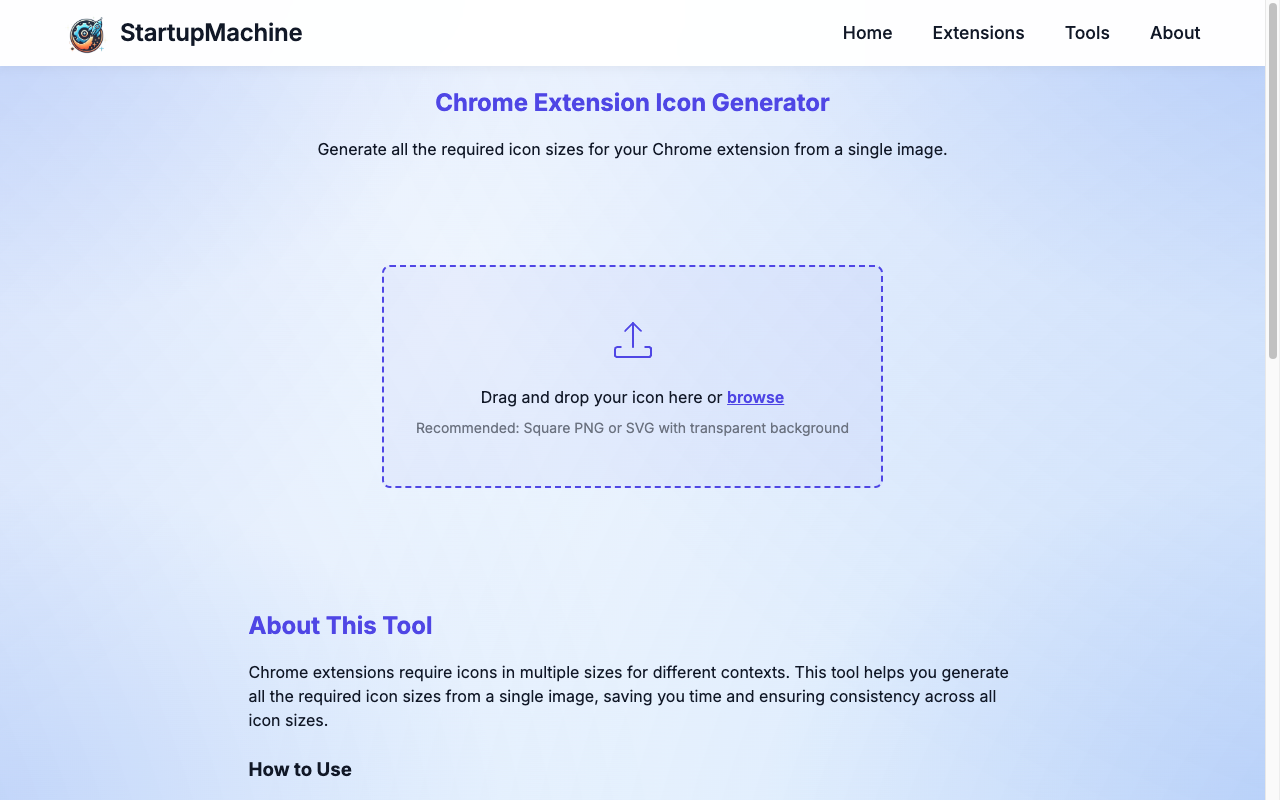 StartupMachine
Home
Extensions
Tools
About
Chrome Extension Icon Generator
Generate all the required icon sizes for your Chrome extension from a single image.
Drag and drop your icon here or browse
Recommended: Square PNG or SVG with transparent background
About This Tool
Chrome extensions require icons in multiple sizes for different contexts. This tool helps you generate
all the required icon sizes from a single image, saving you time and ensuring consistency across all
icon sizes.
How to Use